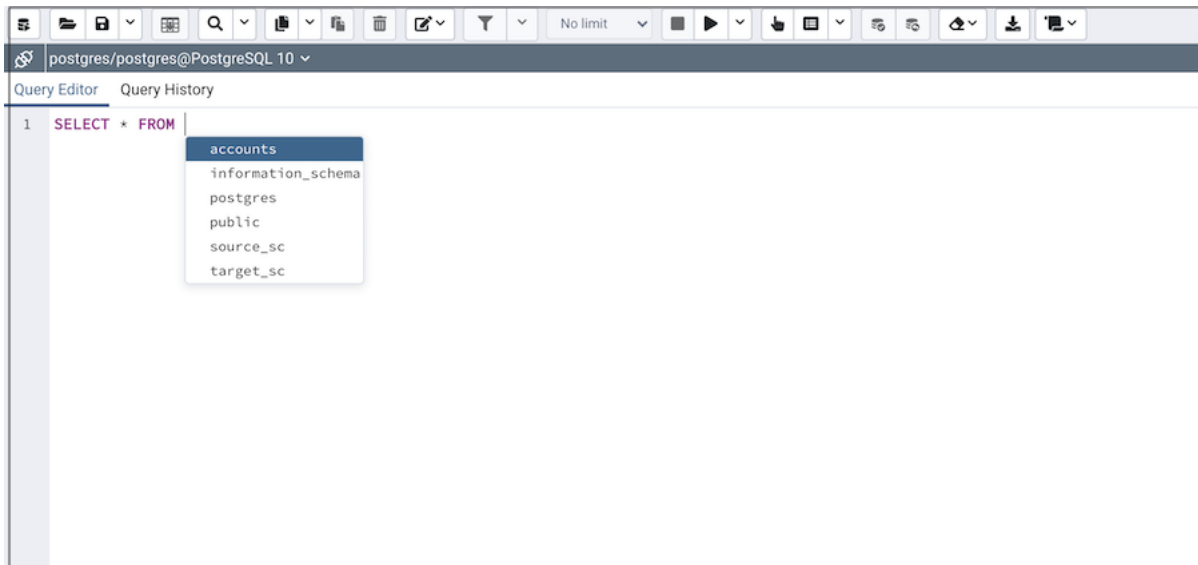 No limit
postgres/postgres@PostgreSQL 10
Query Editor Query History
1 SELECT * FROM
accounts
information_schema
postgres
public
source_sc
target_sc